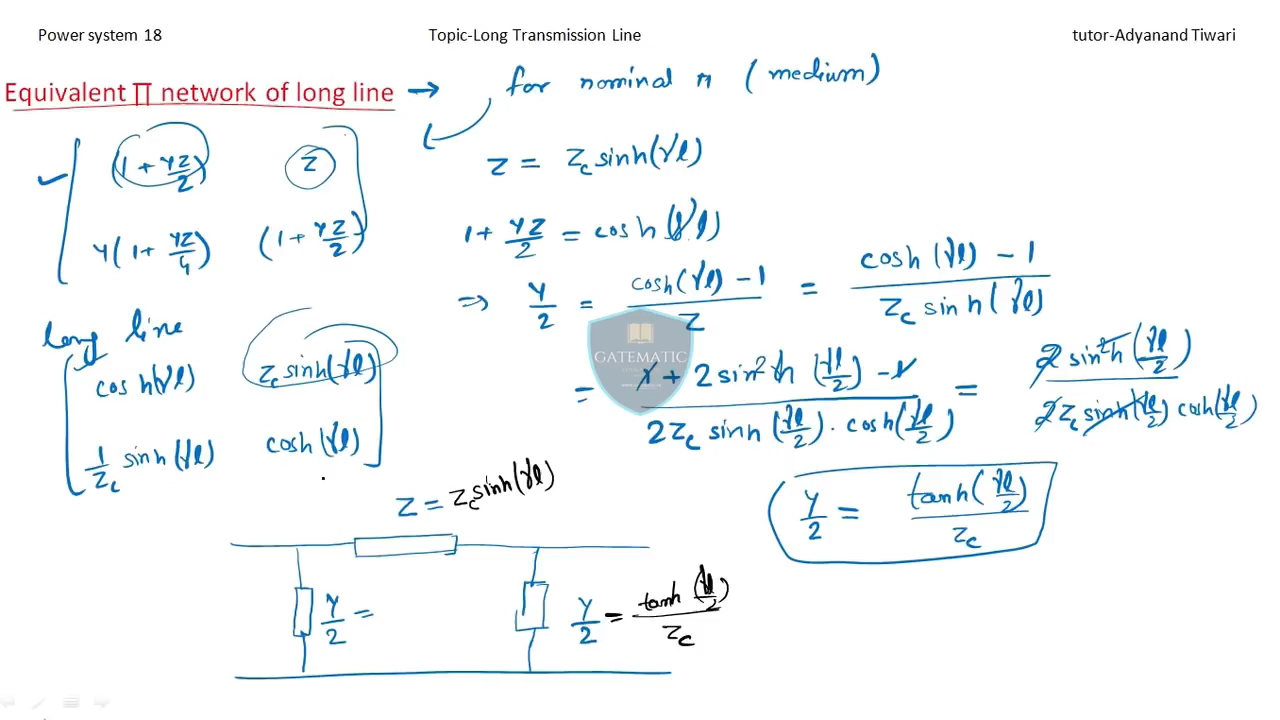 Power system 18
Topic-Long Transmission Line
tutor-Adyanand Tiwari
Equivalent ∏ network of long line → for nominal π (medium)
(1 + YZ/2) Z
Y(1 + YZ/4) (1 + YZ/2)
Long line
cosh(γl) Zc sinh(γl)
1/Zc sinh(γl) cosh(γl)
Z = Zc sinh(γl)
1 + YZ/2 = cosh(γl)
⇒ Y/2 = (cosh(γl) - 1)/Z = (cosh(γl) - 1)/(Zc sinh(γl))
= (1 + 2 sin²h(γl/2) - 1)/(2Zc sinh(γl/2) · cosh(γl/2)) = (2 sin²h(γl/2))/(2Zc sinh(γl/2) cosh(γl/2))
GATEMATIC
Y/2 = tanh(γl/2)/Zc
Z = Zc sinh(γl)
Y/2 =
Y/2 = tanh(γl/2)/Zc